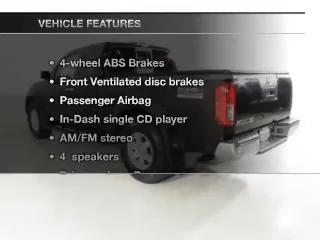 VEHICLE FEATURES
• 4-wheel ABS Brakes
• Front Ventilated disc brakes
• Passenger Airbag
• In-Dash single CD player
• AM/FM stereo
• 4 speakers